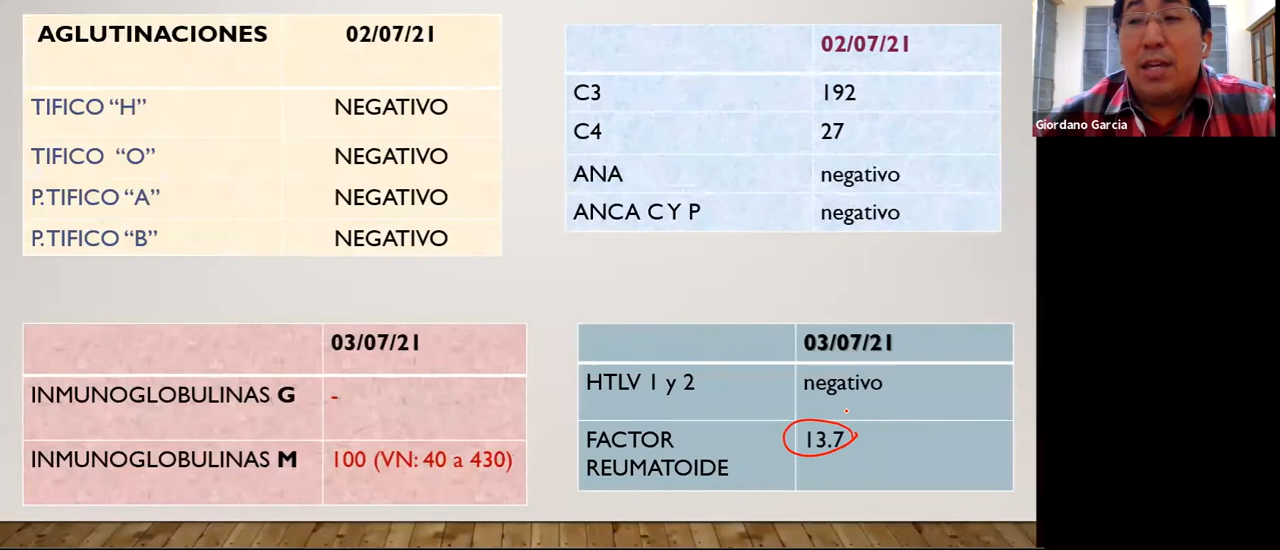 AGLUTINACIONES 02/07/21
TIFICO “H” NEGATIVO
TIFICO “O” NEGATIVO
P. TIFICO “A” NEGATIVO
P. TIFICO “B” NEGATIVO
02/07/21
C3 192
C4 27
ANA negativo
ANCA C Y P negativo
Giordano Garcia
03/07/21
INMUNOGLOBULINAS G -
INMUNOGLOBULINAS M 100 (VN: 40 a 430)
03/07/21
HTLV 1 y 2 negativo
FACTOR 13.7
REUMATOIDE